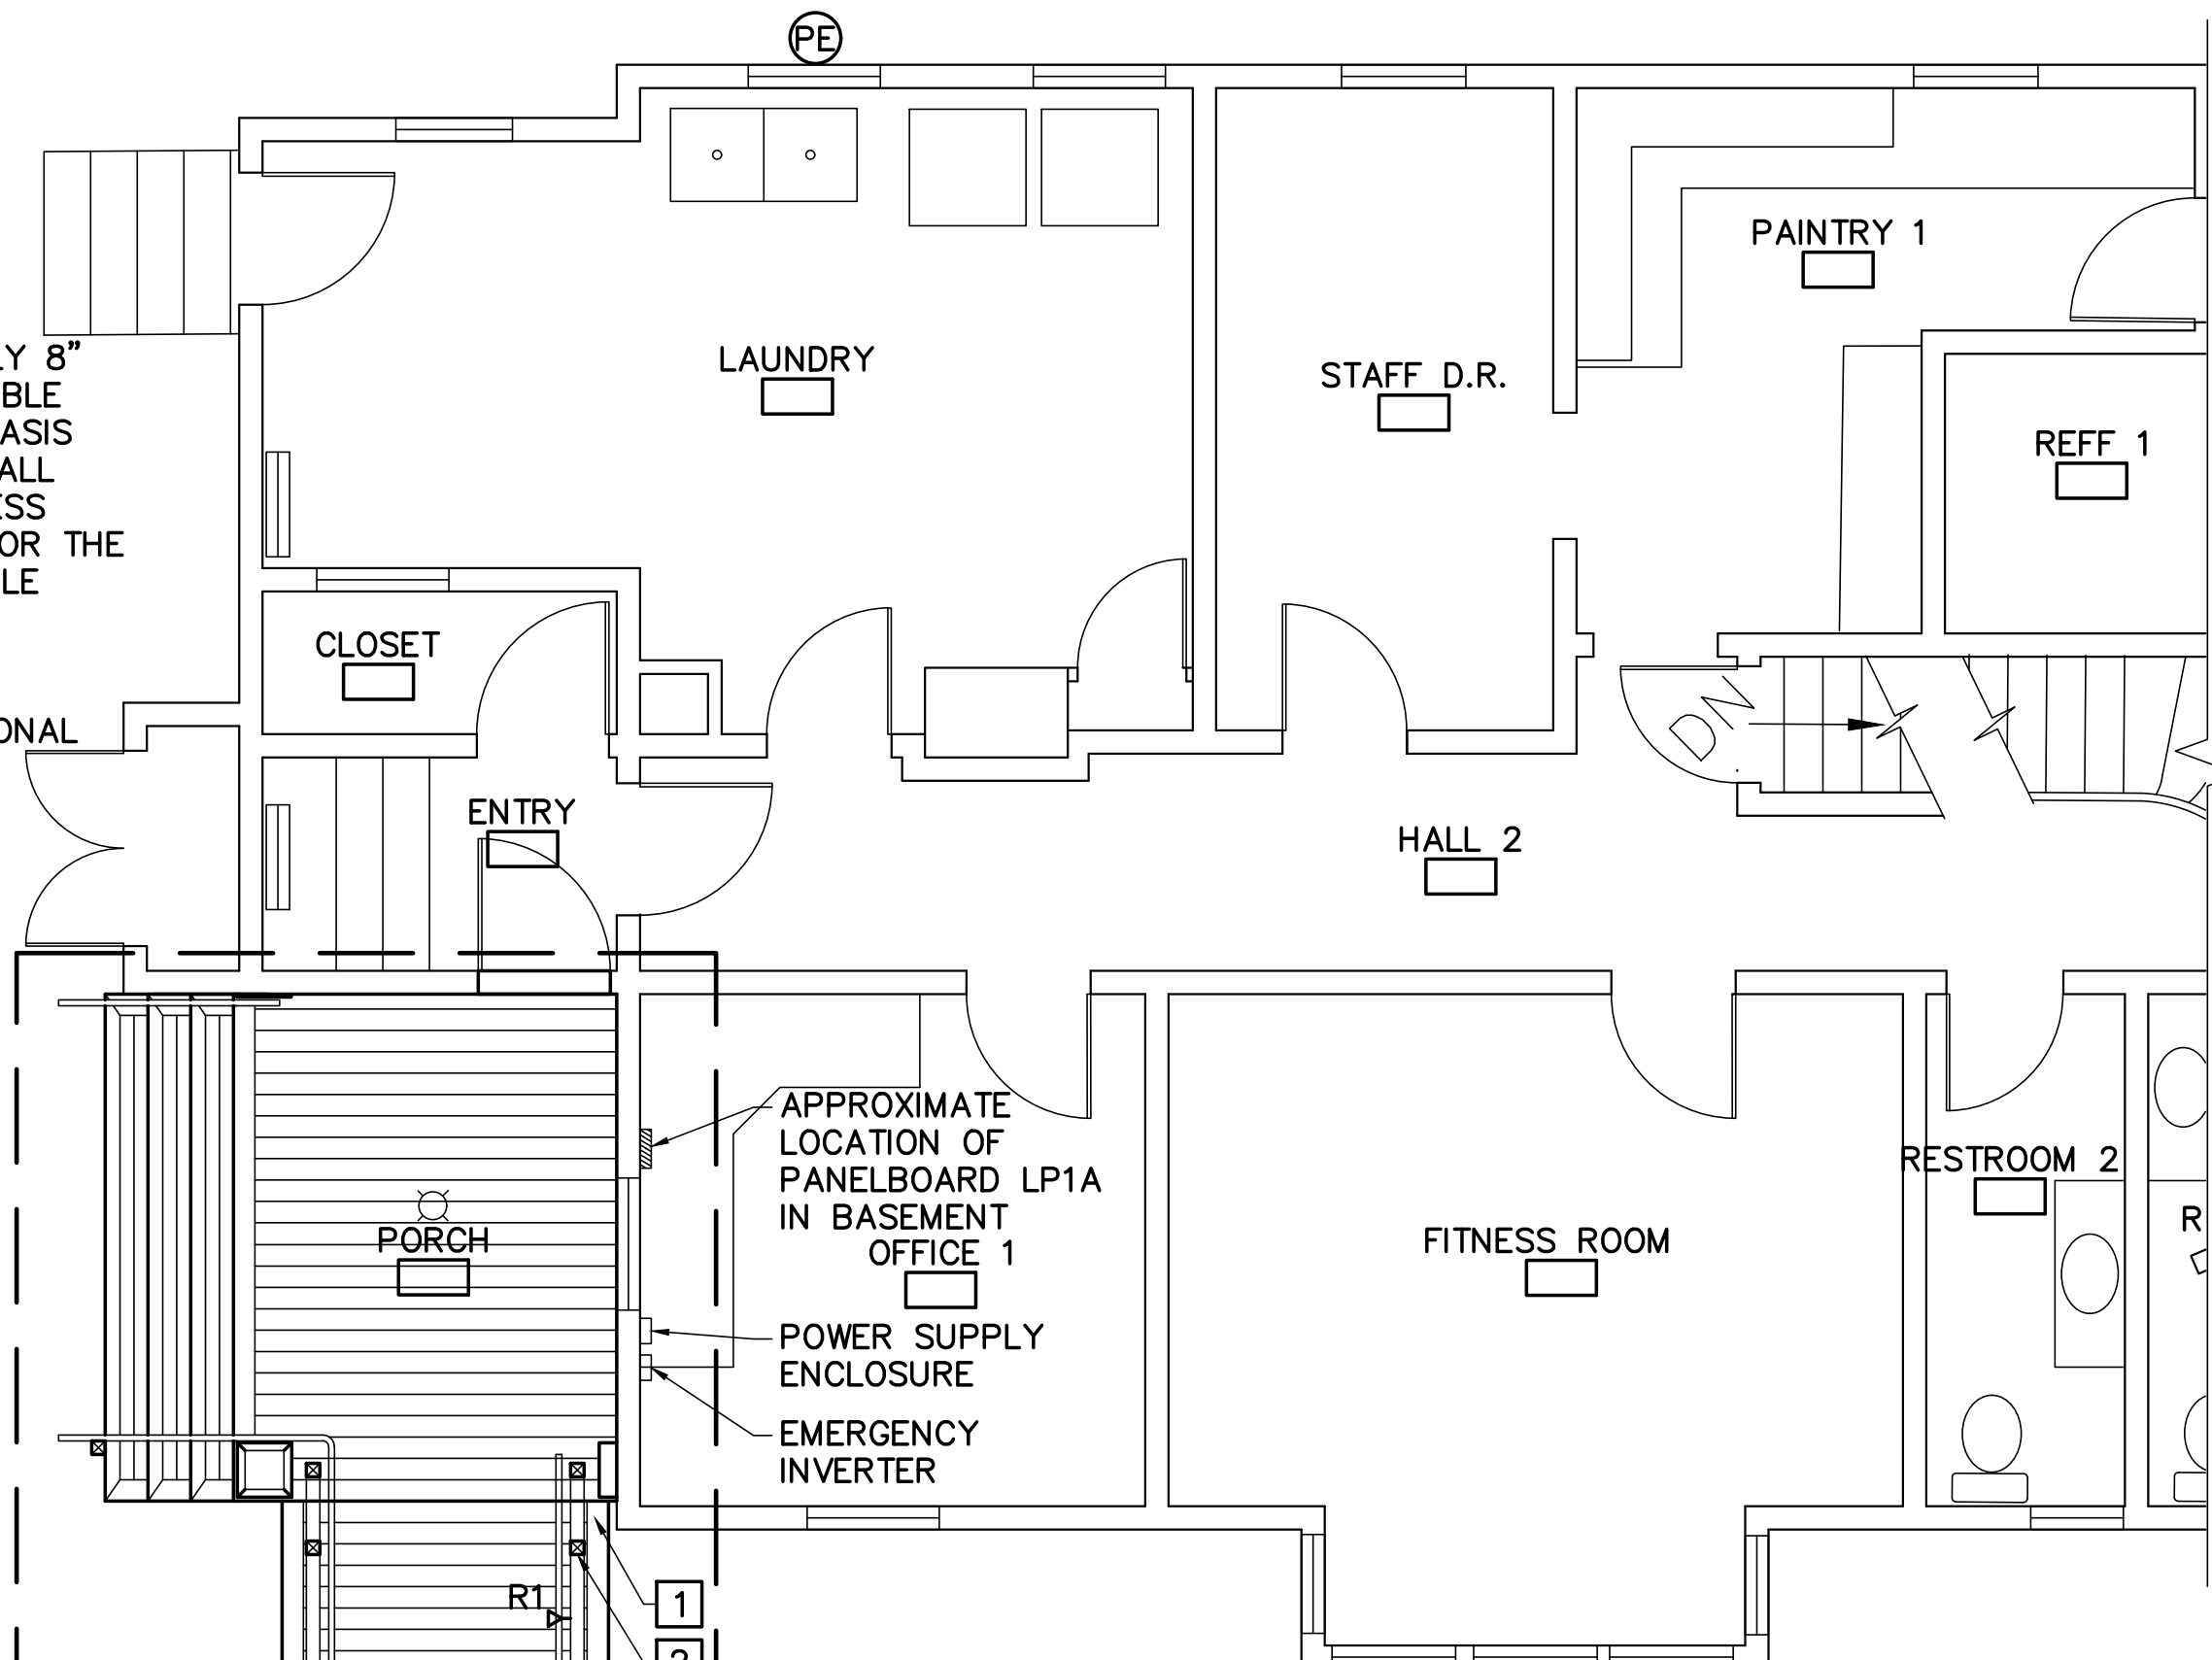 PE
PAINTRY 1
LAUNDRY
STAFF D.R.
REFF 1
LY 8"
BLE
ASIS
ALL
ESS
OR THE
LE
CLOSET
ONAL
DN
ENTRY
HALL 2
APPROXIMATE
LOCATION OF
PANELBOARD LP1A
IN BASEMENT
OFFICE 1
POWER SUPPLY
ENCLOSURE
EMERGENCY
INVERTER
PORCH
FITNESS ROOM
RESTROOM 2
R
R1
1
2